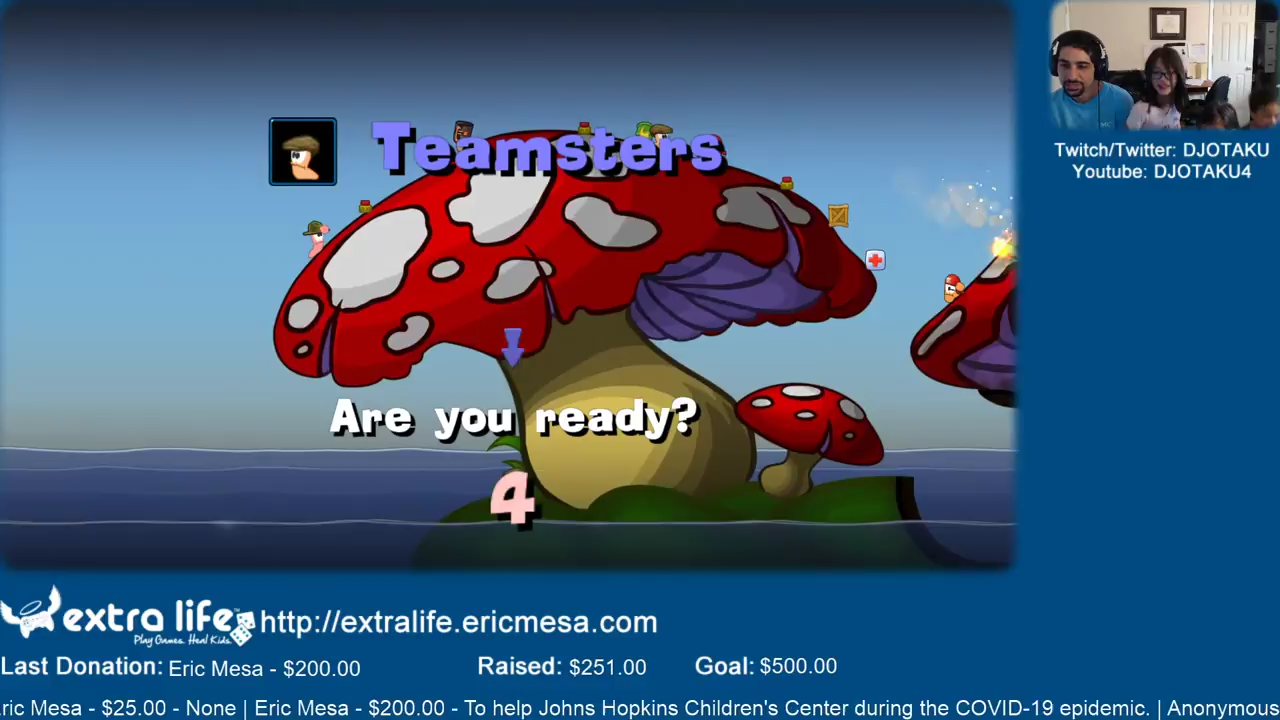 Teamsters
Are you ready?
4
Twitch/Twitter: DJOTAKU
Youtube: DJOTAKU4
extra life
Play Games. Heal Kids.
http://extralife.ericmesa.com
Last Donation: Eric Mesa - $200.00
Raised: $251.00
Goal: $500.00
ric Mesa - $25.00 - None | Eric Mesa - $200.00 - To help Johns Hopkins Children's Center during the COVID-19 epidemic. | Anonymous